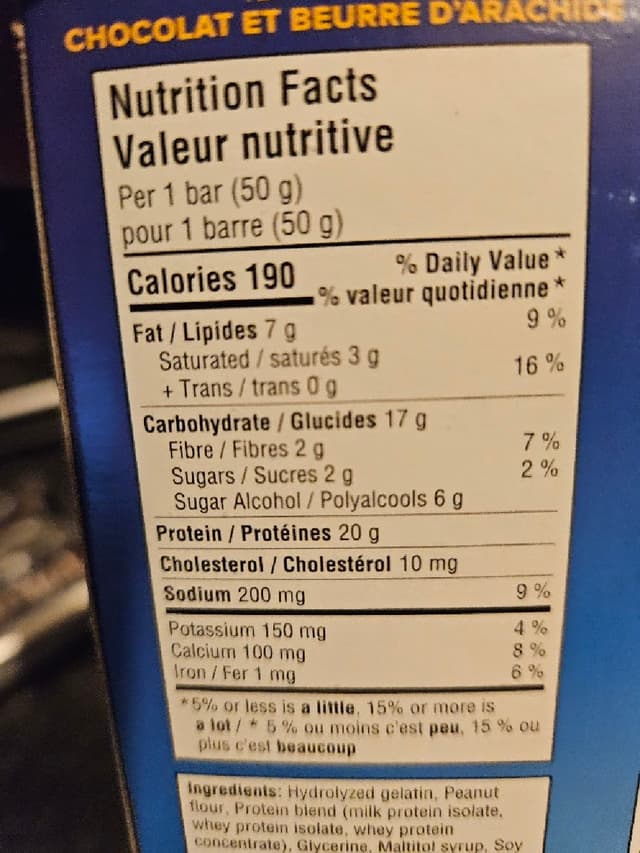 CHOCOLAT ET BEURRE D'ARACHIDE
Nutrition Facts
Valeur nutritive
Per 1 bar (50 g)
pour 1 barre (50 g)
Calories 190
% Daily Value*
% valeur quotidienne*
Fat / Lipides 7 g 9 %
Saturated / saturés 3 g
+ Trans / trans 0 g
16 %
Carbohydrate / Glucides 17 g
Fibre / Fibres 2 g 7 %
Sugars / Sucres 2 g 2 %
Sugar Alcohol / Polyalcools 6 g
Protein / Protéines 20 g
Cholesterol / Cholestérol 10 mg
Sodium 200 mg 9 %
Potassium 150 mg 4 %
Calcium 100 mg 8 %
Iron / Fer 1 mg 6 %
*5% or less is a little, 15% or more is
a lot / * 5 % ou moins c'est peu, 15 % ou
plus c'est beaucoup
Ingredients: Hydrolyzed gelatin, Peanut
flour, Protein blend (milk protein isolate,
whey protein isolate, whey protein
concentrate), Glycerine, Maltitol syrup, Soy